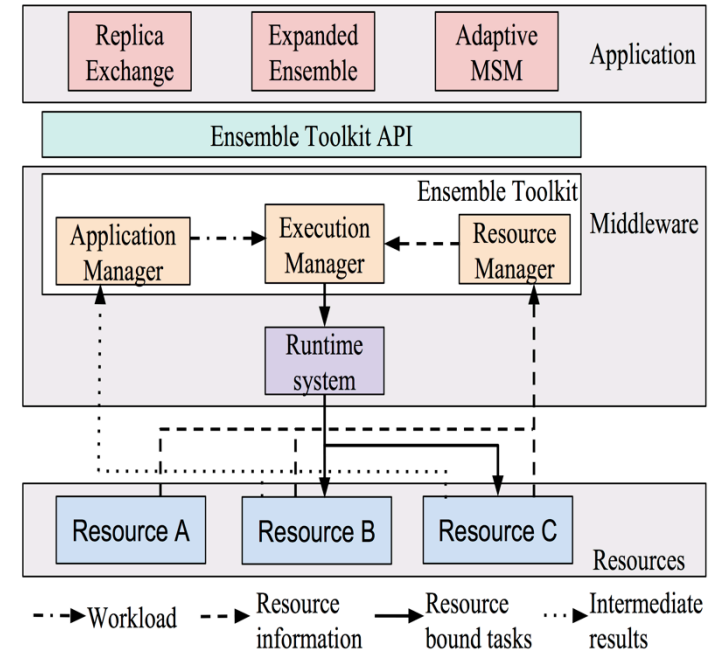 Replica
Exchange
Expanded
Ensemble
Adaptive
MSM
Application
Ensemble Toolkit API
Ensemble Toolkit
Middleware
Application
Manager
Execution
Manager
Resource
Manager
Runtime
system
Resource A
Resource B
Resource C
Resources
Workload
Resource
information
Resource
bound tasks
Intermediate
results